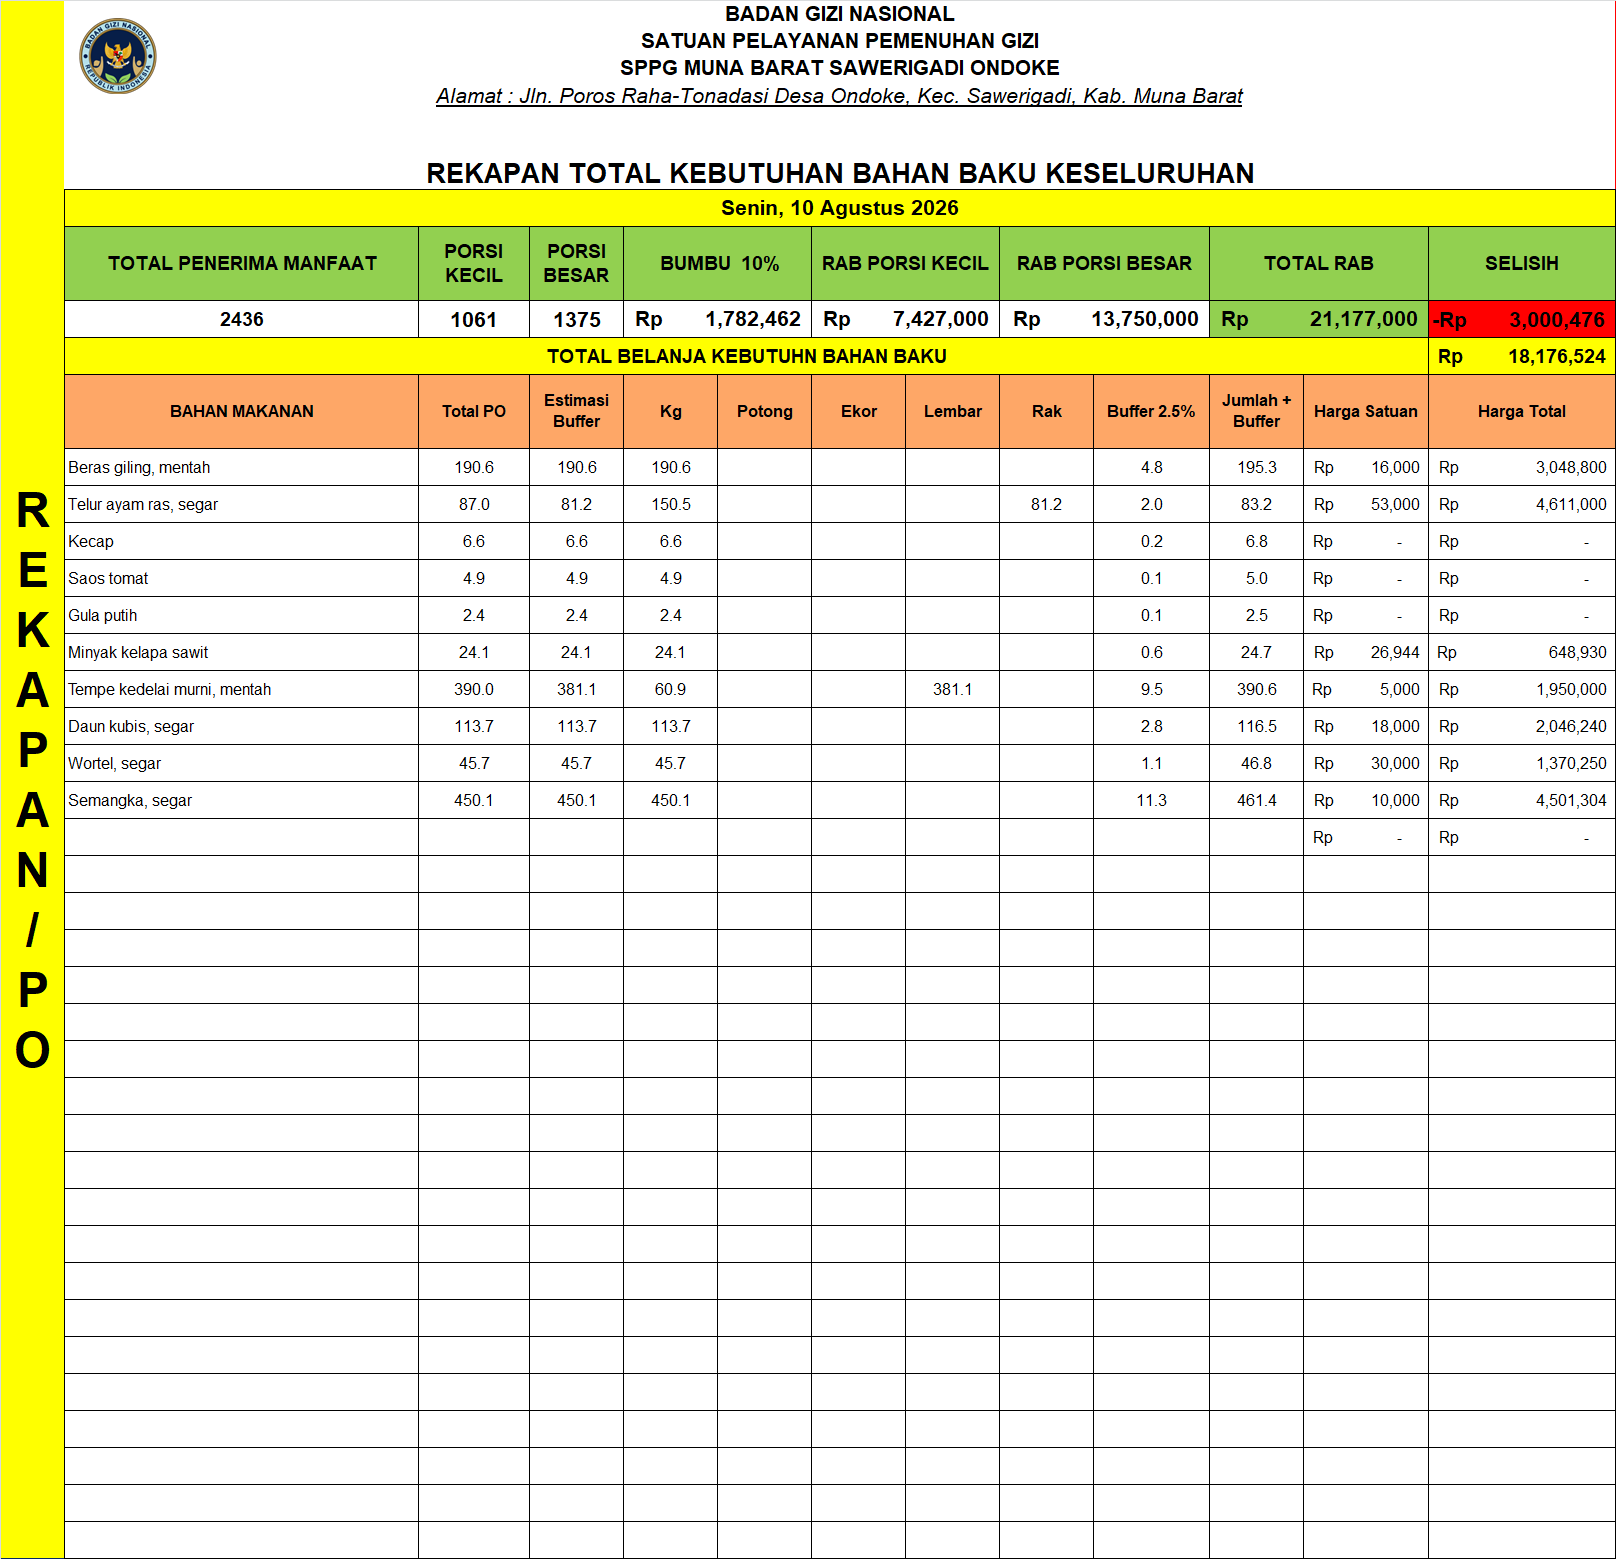 BADAN GIZI NASIONAL
SATUAN PELAYANAN PEMENUHAN GIZI
SPPG MUNA BARAT SAWERIGADI ONDOKE
Alamat : Jln. Poros Raha-Tonadasi Desa Ondoke, Kec. Sawerigadi, Kab. Muna Barat
BADAN GIZI NASIONAL
REPUBLIK INDONESIA
REKAPAN TOTAL KEBUTUHAN BAHAN BAKU KESELURUHAN
REKAPAN/PO
Senin, 10 Agustus 2026
TOTAL PENERIMA MANFAAT PORSI KECIL PORSI BESAR BUMBU 10% RAB PORSI KECIL RAB PORSI BESAR TOTAL RAB SELISIH
2436 1061 1375 Rp 1,782,462 Rp 7,427,000 Rp 13,750,000 Rp 21,177,000 -Rp 3,000,476
TOTAL BELANJA KEBUTUHN BAHAN BAKU Rp 18,176,524
BAHAN MAKANAN Total PO Estimasi Buffer Kg Potong Ekor Lembar Rak Buffer 2.5% Jumlah + Buffer Harga Satuan Harga Total
Beras giling, mentah 190.6 190.6 190.6 4.8 195.3 Rp 16,000 Rp 3,048,800
Telur ayam ras, segar 87.0 81.2 150.5 81.2 2.0 83.2 Rp 53,000 Rp 4,611,000
Kecap 6.6 6.6 6.6 0.2 6.8 Rp - Rp -
Saos tomat 4.9 4.9 4.9 0.1 5.0 Rp - Rp -
Gula putih 2.4 2.4 2.4 0.1 2.5 Rp - Rp -
Minyak kelapa sawit 24.1 24.1 24.1 0.6 24.7 Rp 26,944 Rp 648,930
Tempe kedelai murni, mentah 390.0 381.1 60.9 381.1 9.5 390.6 Rp 5,000 Rp 1,950,000
Daun kubis, segar 113.7 113.7 113.7 2.8 116.5 Rp 18,000 Rp 2,046,240
Wortel, segar 45.7 45.7 45.7 1.1 46.8 Rp 30,000 Rp 1,370,250
Semangka, segar 450.1 450.1 450.1 11.3 461.4 Rp 10,000 Rp 4,501,304
Rp - Rp -